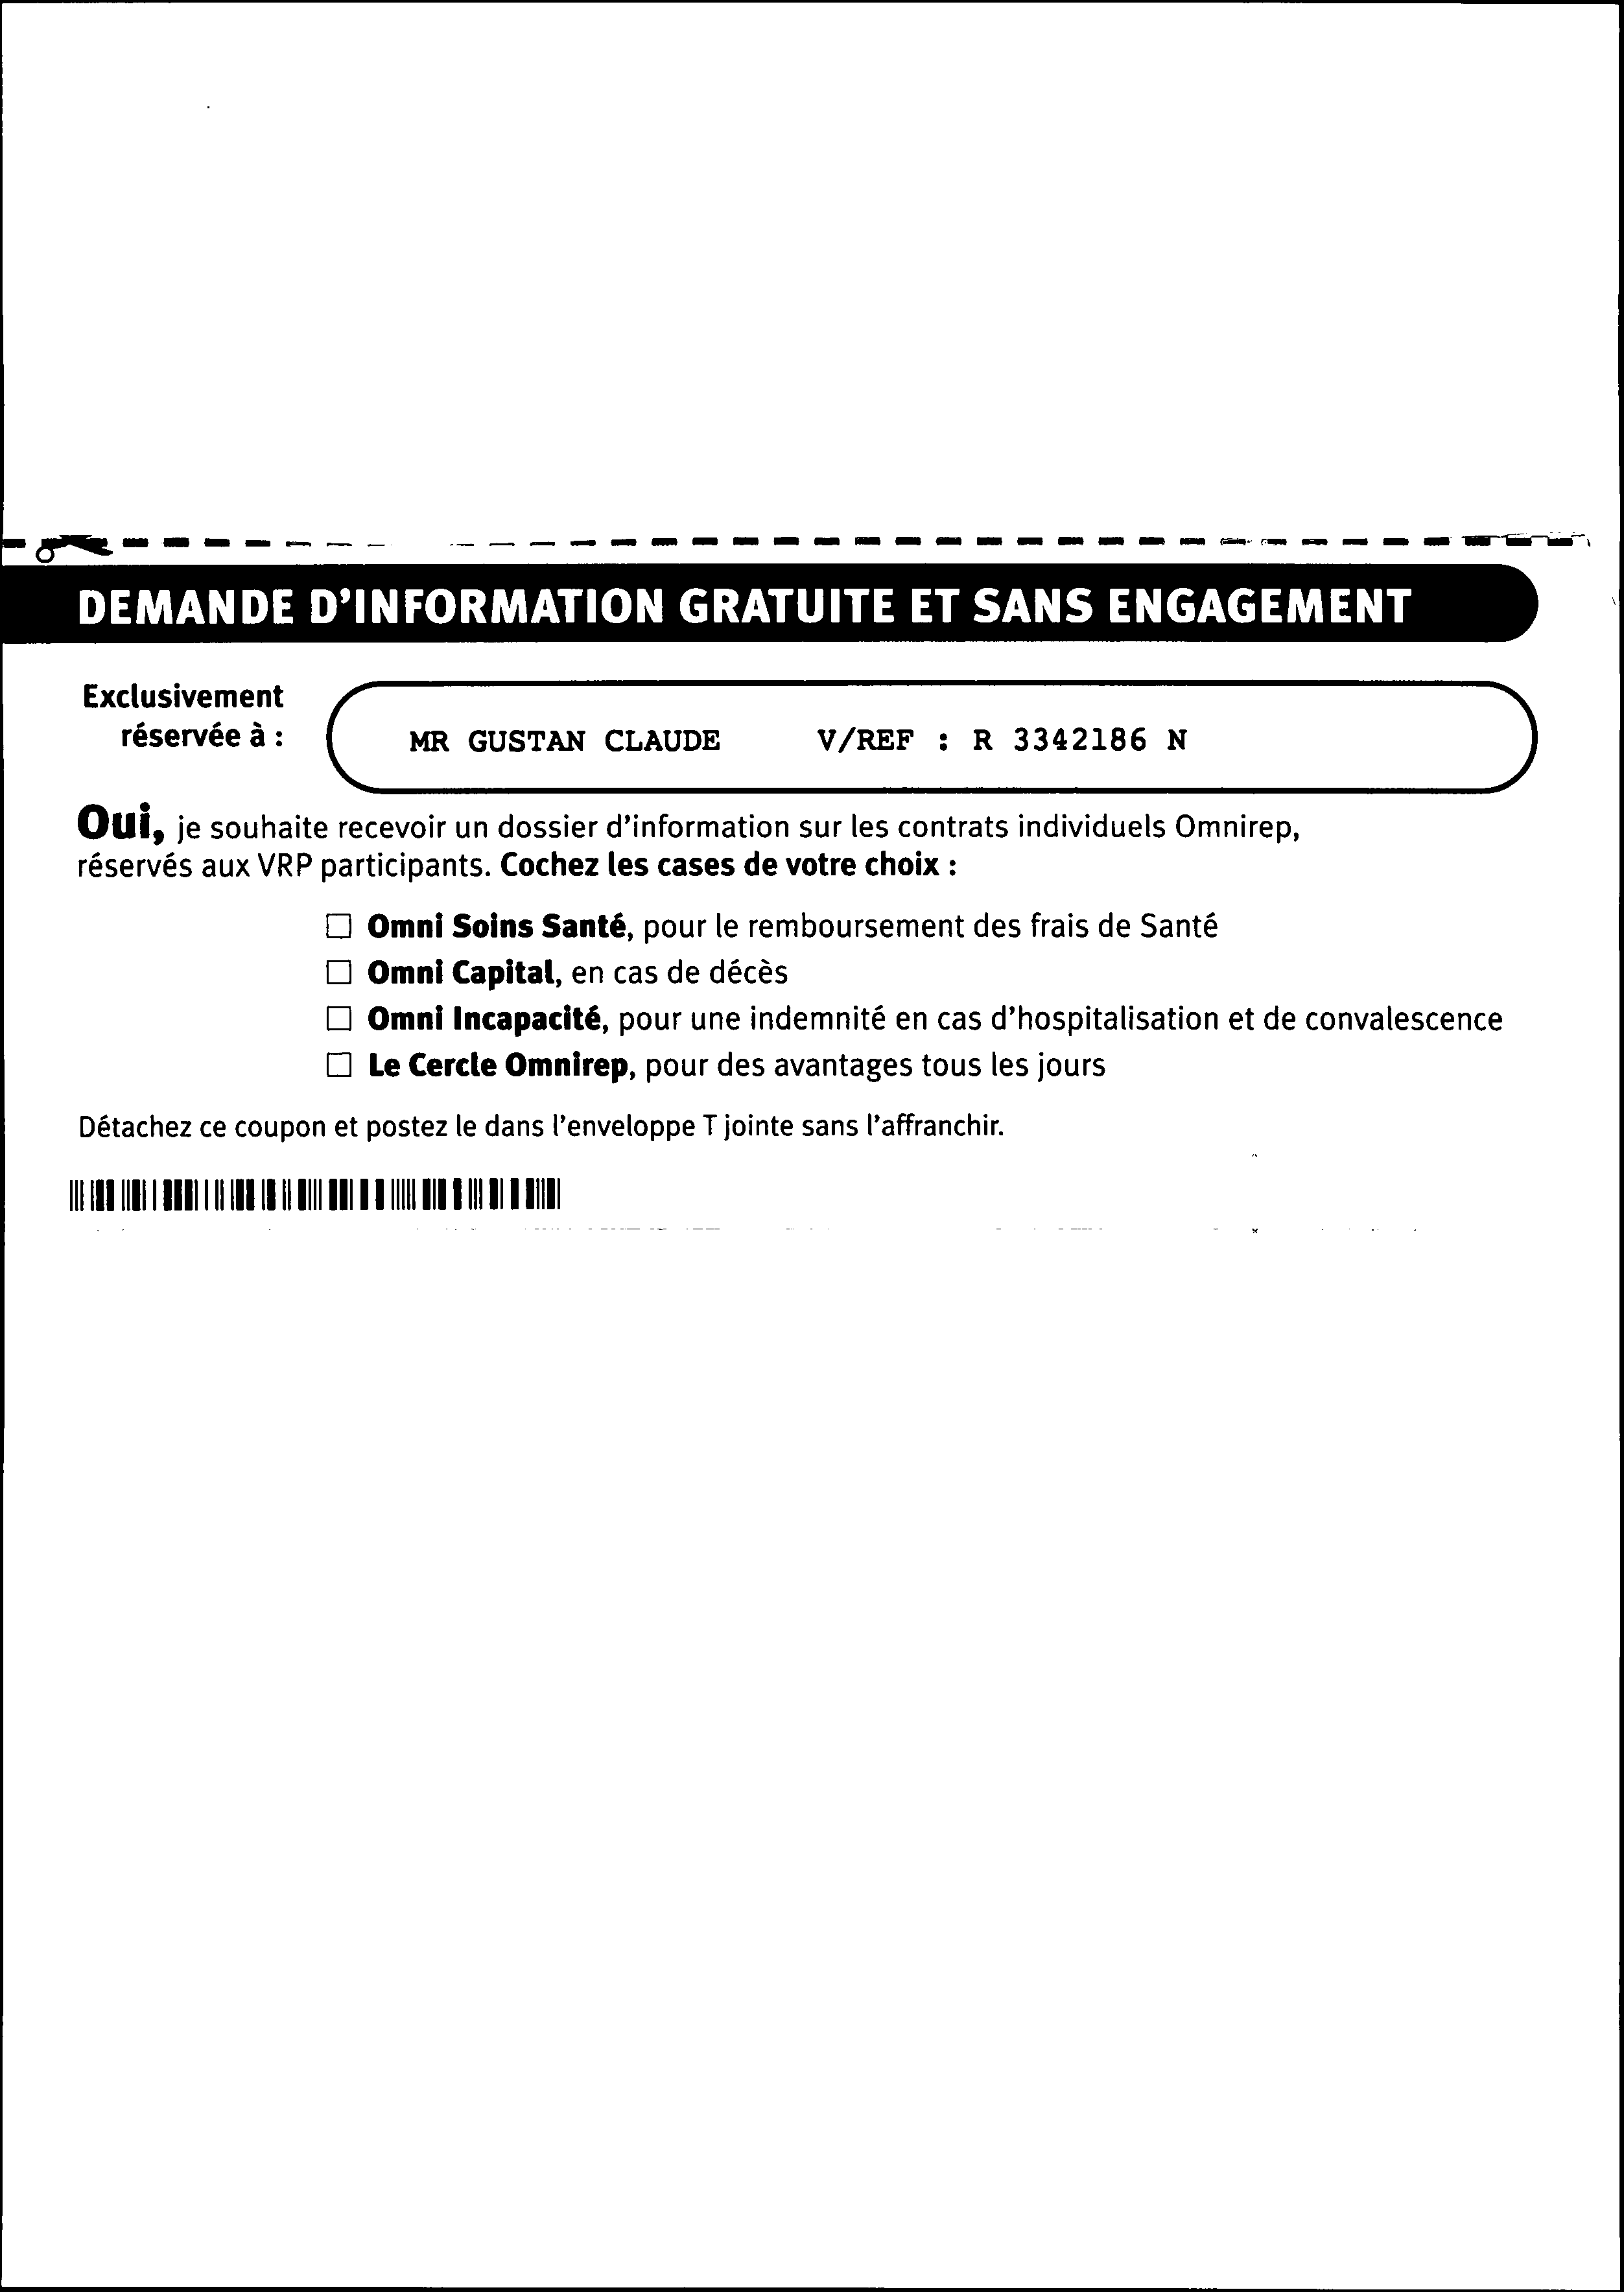 DEMANDE D'INFORMATION GRATUITE ET SANS ENGAGEMENT
Exclusivement
réservée à :
MR GUSTAN CLAUDE V/REF : R 3342186 N
Oui, je souhaite recevoir un dossier d'information sur les contrats individuels Omnirep,
réservés aux VRP participants. Cochez les cases de votre choix :
☐ Omni Soins Santé, pour le remboursement des frais de Santé
☐ Omni Capital, en cas de décès
☐ Omni Incapacité, pour une indemnité en cas d'hospitalisation et de convalescence
☐ Le Cercle Omnirep, pour des avantages tous les jours
Détachez ce coupon et postez le dans l'enveloppe T jointe sans l'affranchir.